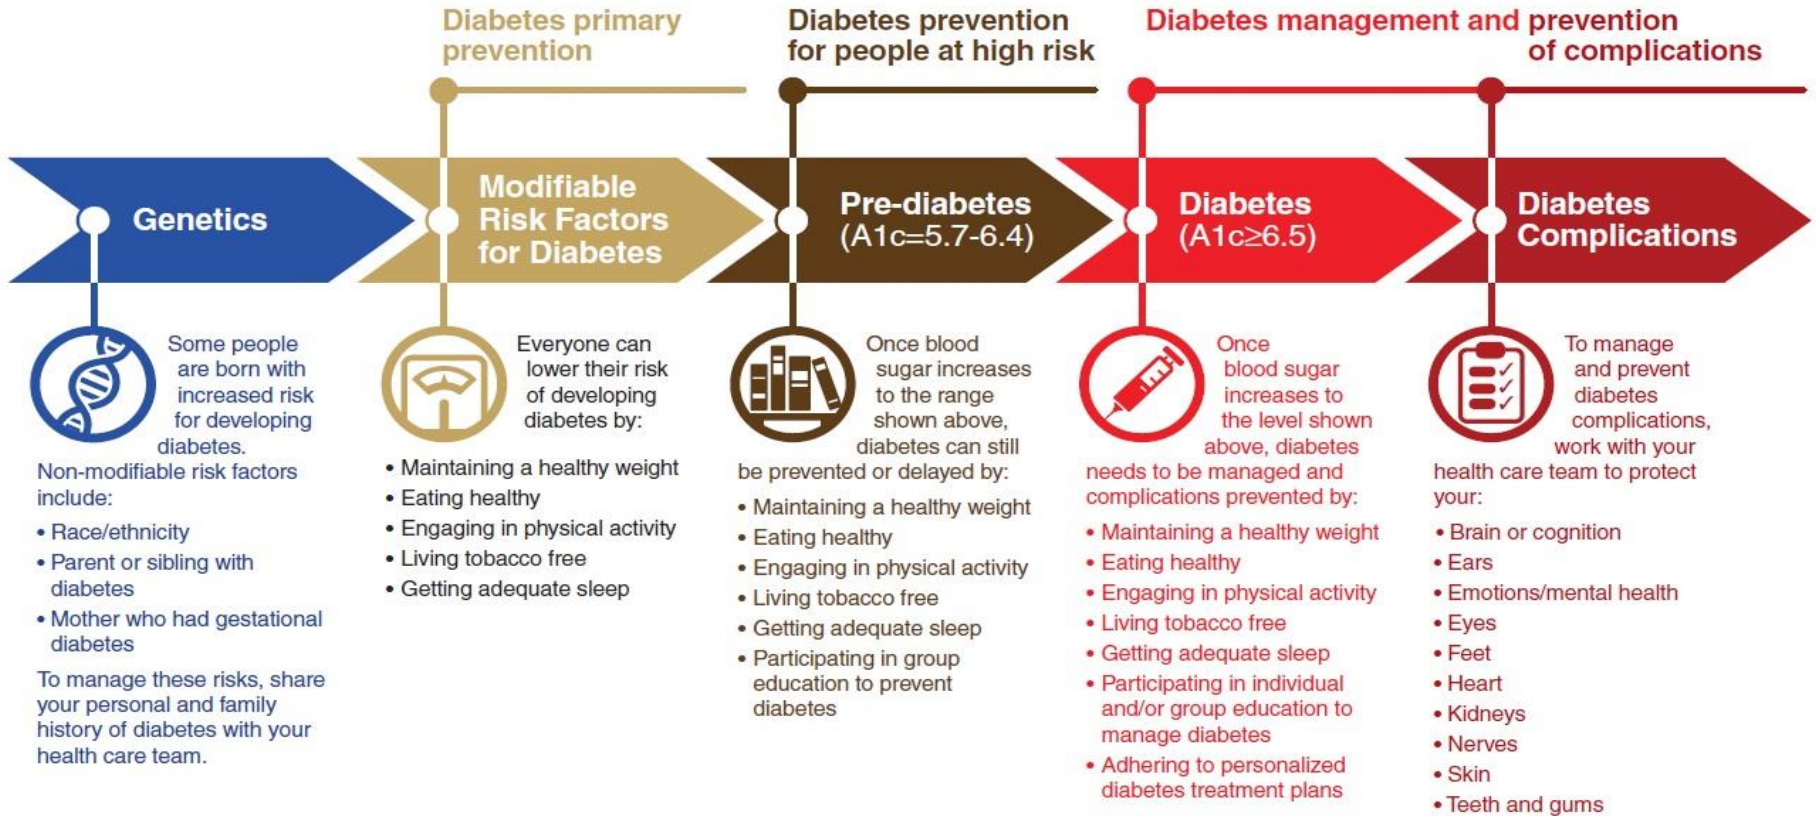 Diabetes primary
prevention
Diabetes prevention
for people at high risk
Diabetes management and prevention
of complications
Genetics
Modifiable
Risk Factors
for Diabetes
Pre-diabetes
(A1c=5.7-6.4)
Diabetes
(A1c≥6.5)
Diabetes
Complications
Some people
are born with
increased risk
for developing
diabetes.
Non-modifiable risk factors
include:
• Race/ethnicity
• Parent or sibling with
diabetes
• Mother who had gestational
diabetes
To manage these risks, share
your personal and family
history of diabetes with your
health care team.
Everyone can
lower their risk
of developing
diabetes by:
• Maintaining a healthy weight
• Eating healthy
• Engaging in physical activity
• Living tobacco free
• Getting adequate sleep
Once blood
sugar increases
to the range
shown above,
diabetes can still
be prevented or delayed by:
• Maintaining a healthy weight
• Eating healthy
• Engaging in physical activity
• Living tobacco free
• Getting adequate sleep
• Participating in group
education to prevent
diabetes
Once
blood sugar
increases to
the level shown
above, diabetes
needs to be managed and
complications prevented by:
• Maintaining a healthy weight
• Eating healthy
• Engaging in physical activity
• Living tobacco free
• Getting adequate sleep
• Participating in individual
and/or group education to
manage diabetes
• Adhering to personalized
diabetes treatment plans
To manage
and prevent
diabetes
complications,
work with your
health care team to protect
your:
• Brain or cognition
• Ears
• Emotions/mental health
• Eyes
• Feet
• Heart
• Kidneys
• Nerves
• Skin
• Teeth and gums